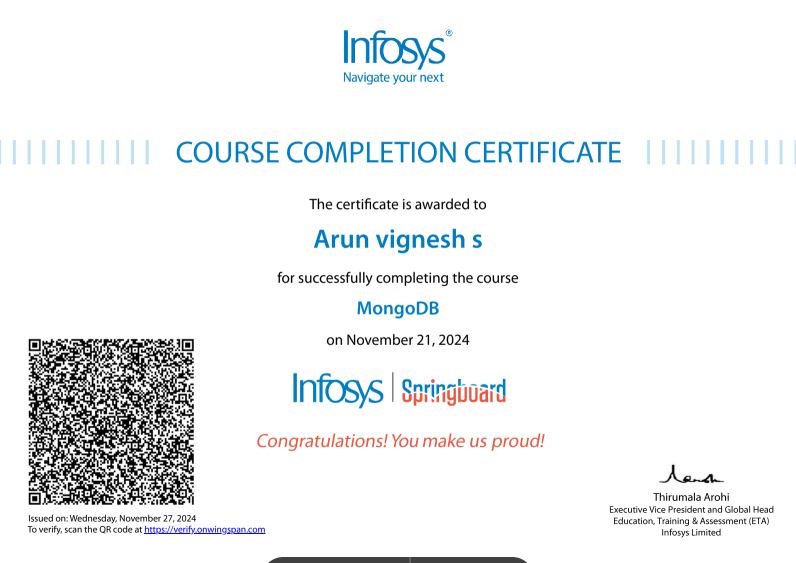 Infosys®
Navigate your next
COURSE COMPLETION CERTIFICATE
The certificate is awarded to
Arun vignesh s
for successfully completing the course
MongoDB
on November 21, 2024
Infosys | Springboard
Congratulations! You make us proud!
Issued on: Wednesday, November 27, 2024
To verify, scan the QR code at https://verify.onwingspan.com
Thirumala Arohi
Executive Vice President and Global Head
Education, Training & Assessment (ETA)
Infosys Limited